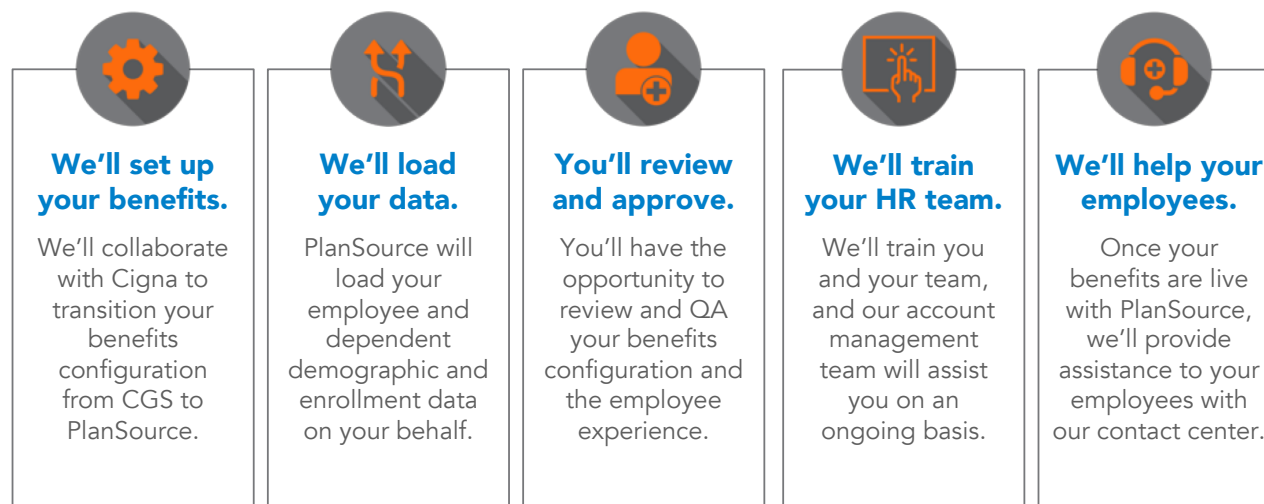 We’ll set up
your benefits.
We’ll collaborate
with Cigna to
transition your
benefits
configuration
from CGS to
PlanSource.
We’ll load
your data.
PlanSource will
load your
employee and
dependent
demographic and
enrollment data
on your behalf.
You’ll review
and approve.
You’ll have the
opportunity to
review and QA
your benefits
configuration and
the employee
experience.
We’ll train
your HR team.
We’ll train you
and your team,
and our account
management
team will assist
you on an
ongoing basis.
We’ll help your
employees.
Once your
benefits are live
with PlanSource,
we’ll provide
assistance to your
employees with
our contact center.